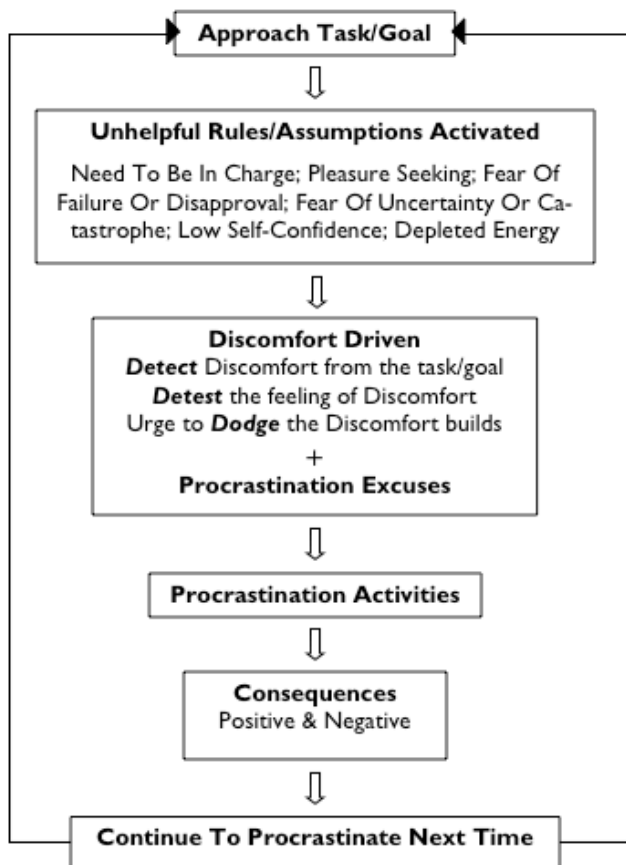 Approach Task/Goal
Unhelpful Rules/Assumptions Activated
Need To Be In Charge; Pleasure Seeking; Fear Of
Failure Or Disapproval; Fear Of Uncertainty Or Ca-
tastrophe; Low Self-Confidence; Depleted Energy
Discomfort Driven
Detect Discomfort from the task/goal
Detest the feeling of Discomfort
Urge to Dodge the Discomfort builds
+
Procrastination Excuses
Procrastination Activities
Consequences
Positive & Negative
Continue To Procrastinate Next Time